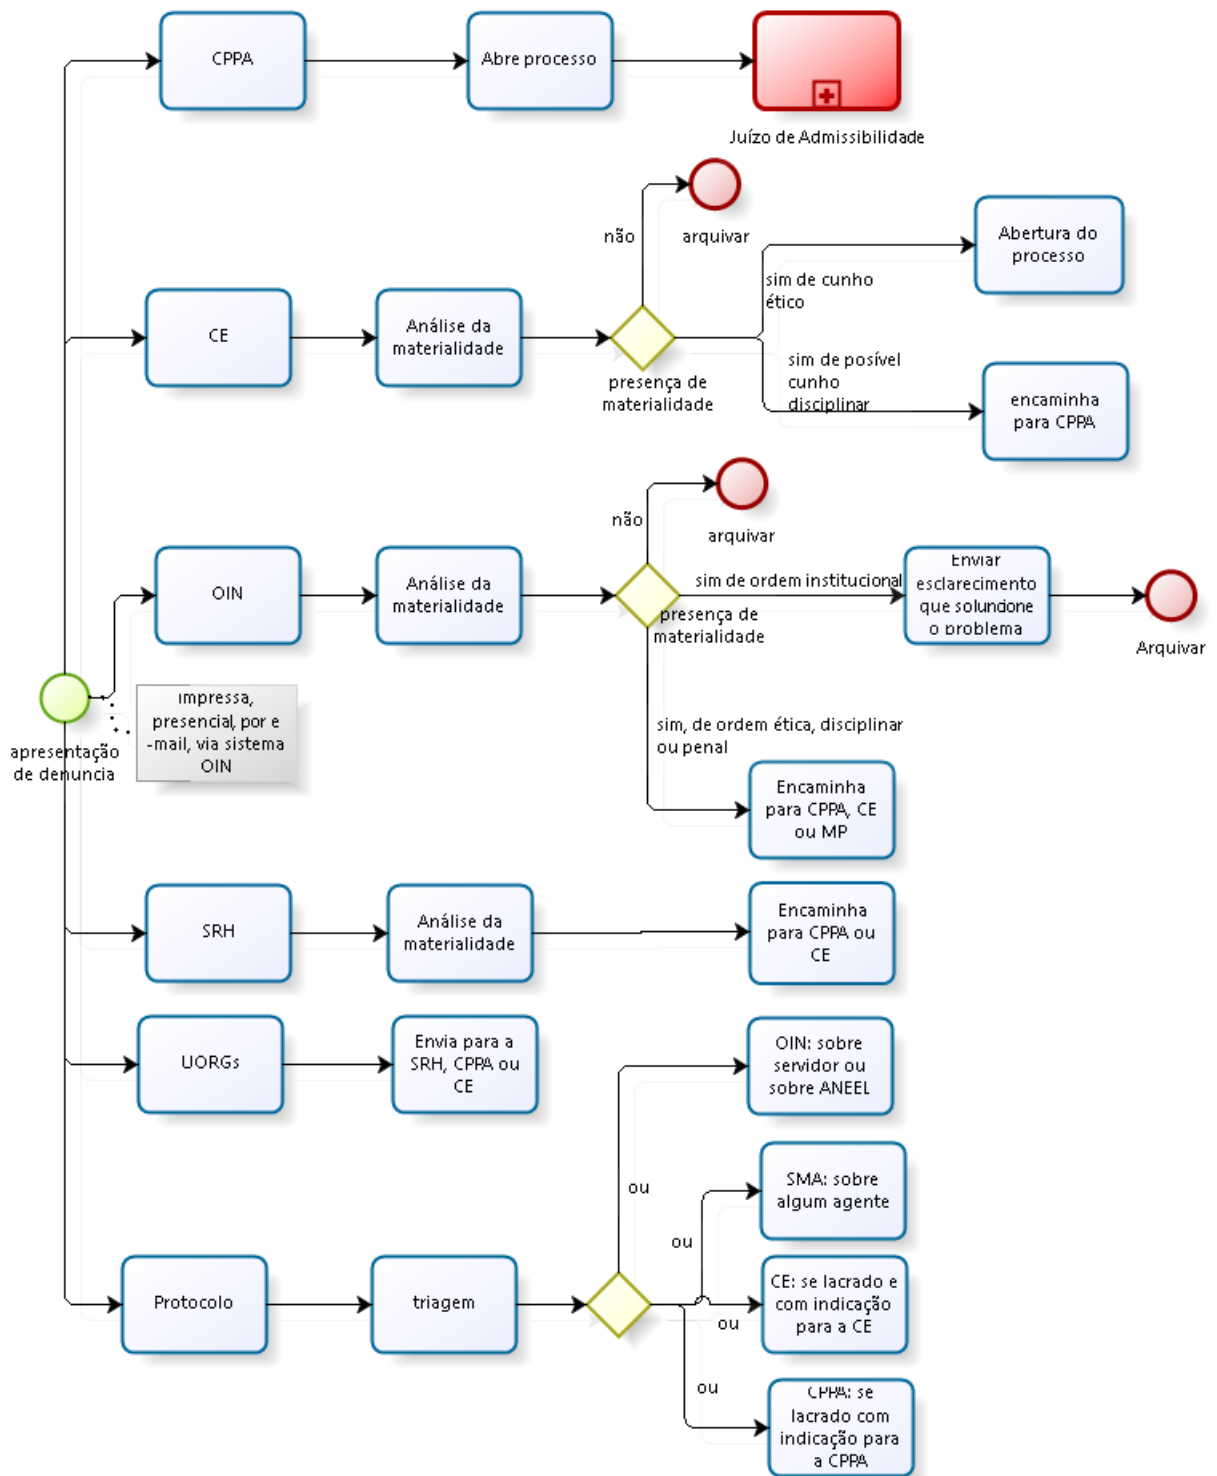 CPPA
Abre processo
Juízo de Admissibilidade
não
arquivar
Abertura do
processo
sim de cunho
ético
CE
Análise da
materialidade
presença de
materialidade
sim de posível
cunho
disciplinar
encaminha
para CPPA
não
arquivar
OIN
Análise da
materialidade
presença de
materialidade
sim de ordem institucional
Enviar
esclarecimento
que soluncione
o problema
Arquivar
apresentação
de denuncia
impressa,
presencial, por e
-mail, via sistema
OIN
sim, de ordem ética, disciplinar
ou penal
Encaminha
para CPPA, CE
ou MP
SRH
Análise da
materialidade
Encaminha
para CPPA ou
CE
UORGs
Envia para a
SRH, CPPA ou
CE
OIN: sobre
servidor ou
sobre ANEEL
ou
SMA: sobre
algum agente
ou
Protocolo
triagem
CE: se lacrado e
com indicação
para a CE
ou
ou
CPPA: se
lacrado com
indicação para
a CPPA